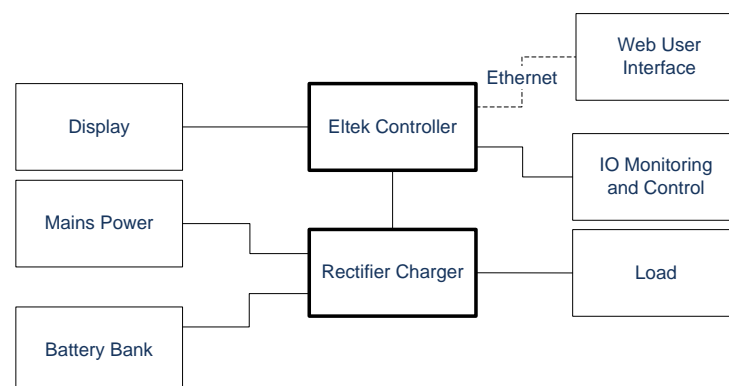 Web User
Interface
Ethernet
Display
Eltek Controller
IO Monitoring
and Control
Mains Power
Rectifier Charger
Load
Battery Bank